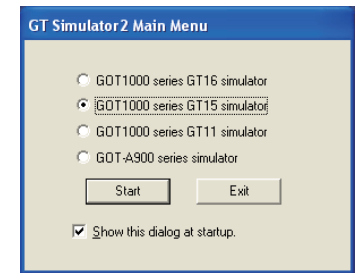 GT Simulator2 Main Menu
GOT1000 series GT16 simulator
GOT1000 series GT15 simulator
GOT1000 series GT11 simulator
GOT-A900 series simulator
Start Exit
Show this dialog at startup.